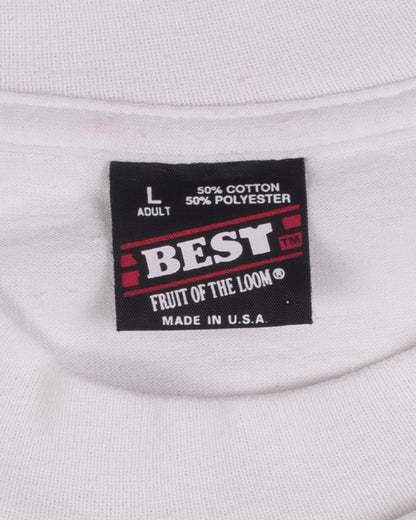 L 50% COTTON
ADULT 50% POLYESTER
BEST TM
FRUIT OF THE LOOM®
MADE IN U.S.A.